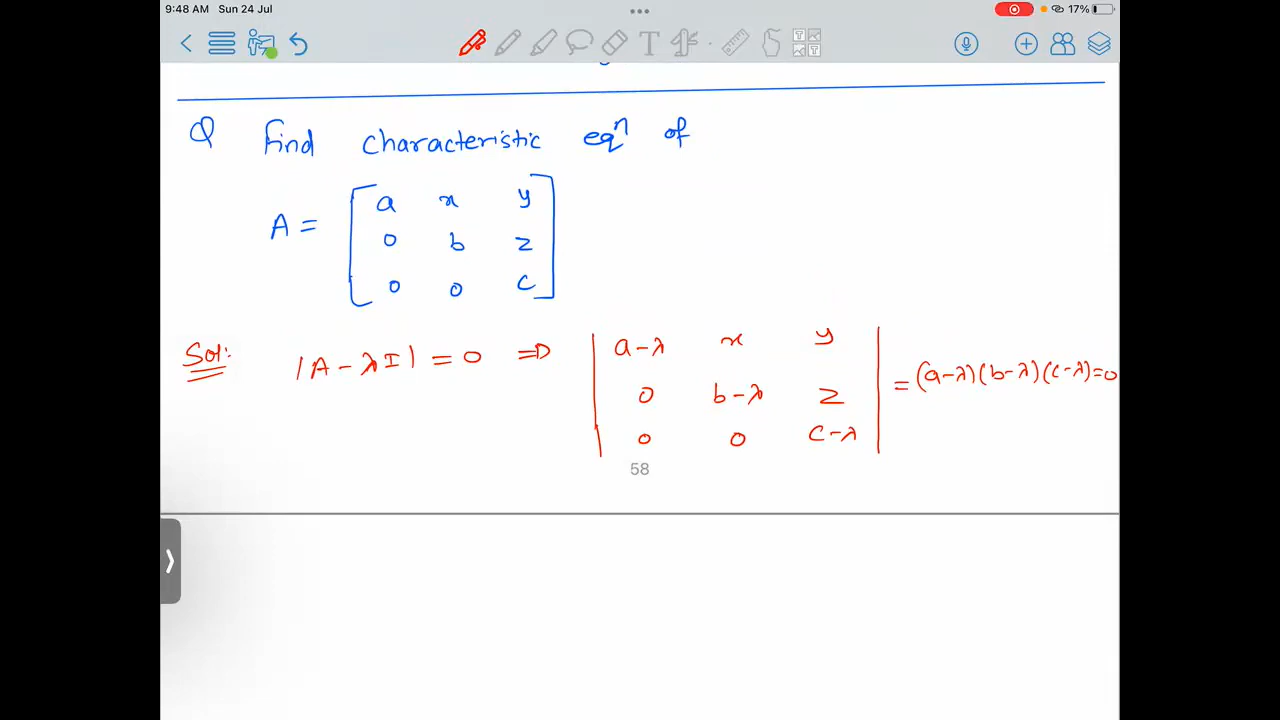 9:48 AM Sun 24 Jul
17%
T
Q Find characteristic eqⁿ of
A = [ a x y
0 b z
0 0 c ]
Sol: |A - λI| = 0 ⇒ | a-λ x y
0 b-λ z
0 0 c-λ | = (a-λ)(b-λ)(c-λ)=0
58